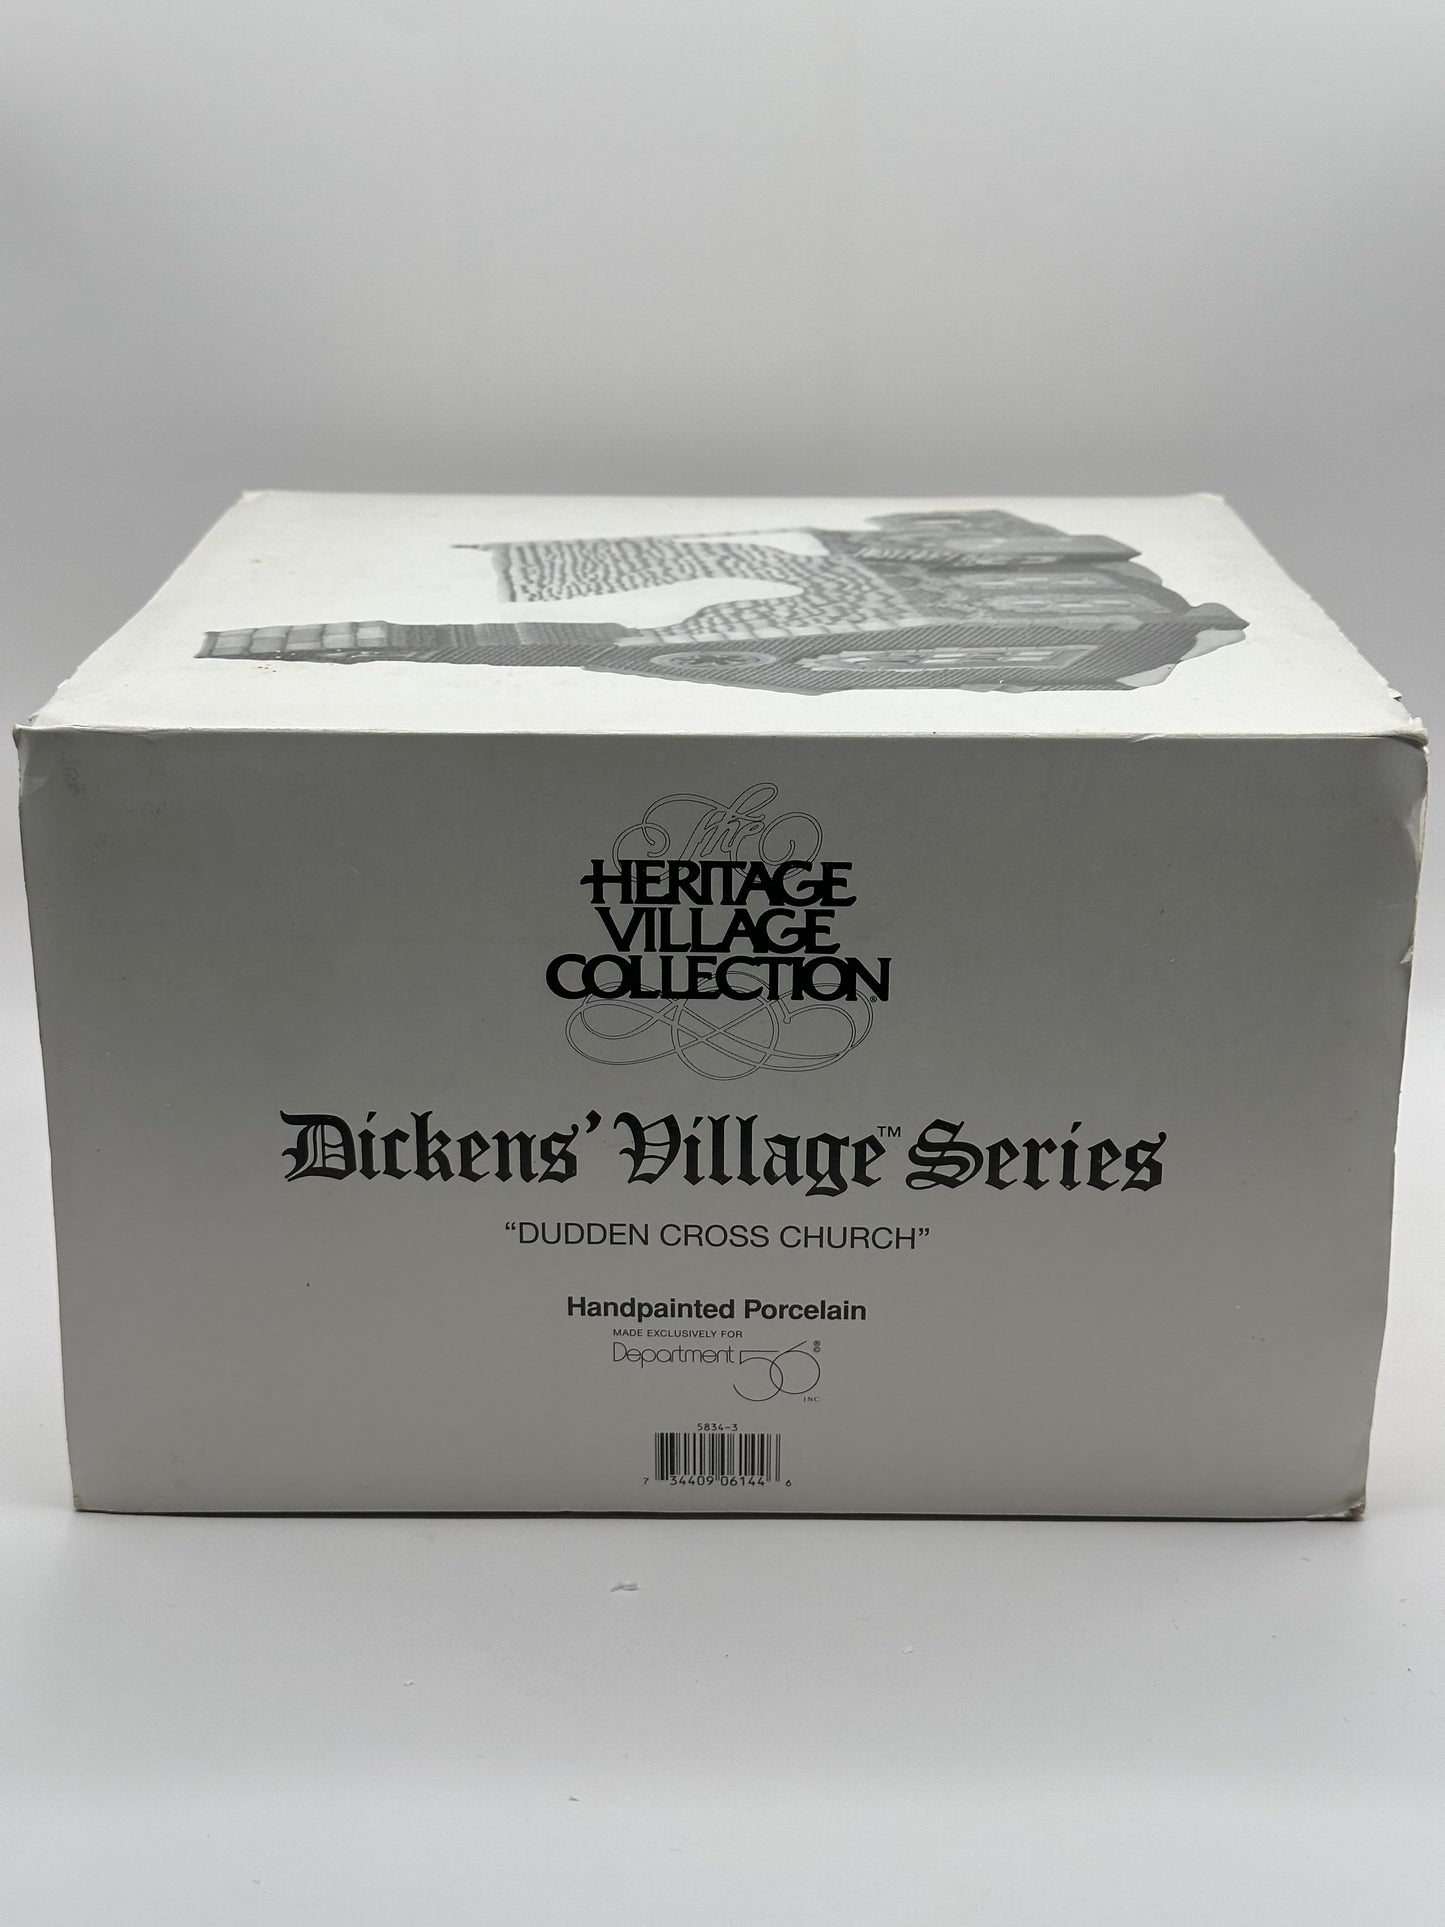 The
HERITAGE
VILLAGE
COLLECTION®
Dickens' Village™ Series
“DUDDEN CROSS CHURCH”
Handpainted Porcelain
MADE EXCLUSIVELY FOR
Department 56 ®©
INC
5834-3
7 34409 06144 6